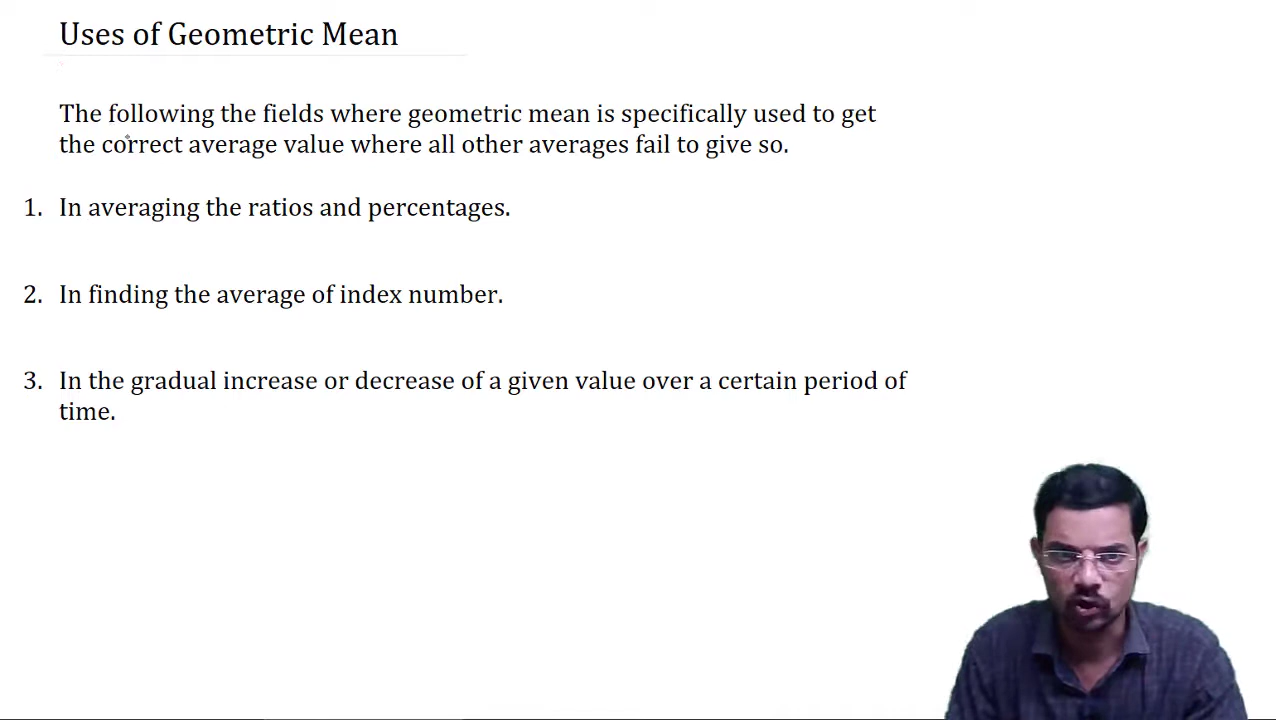 Uses of Geometric Mean
The following the fields where geometric mean is specifically used to get
the correct average value where all other averages fail to give so.
1. In averaging the ratios and percentages.
2. In finding the average of index number.
3. In the gradual increase or decrease of a given value over a certain period of
time.